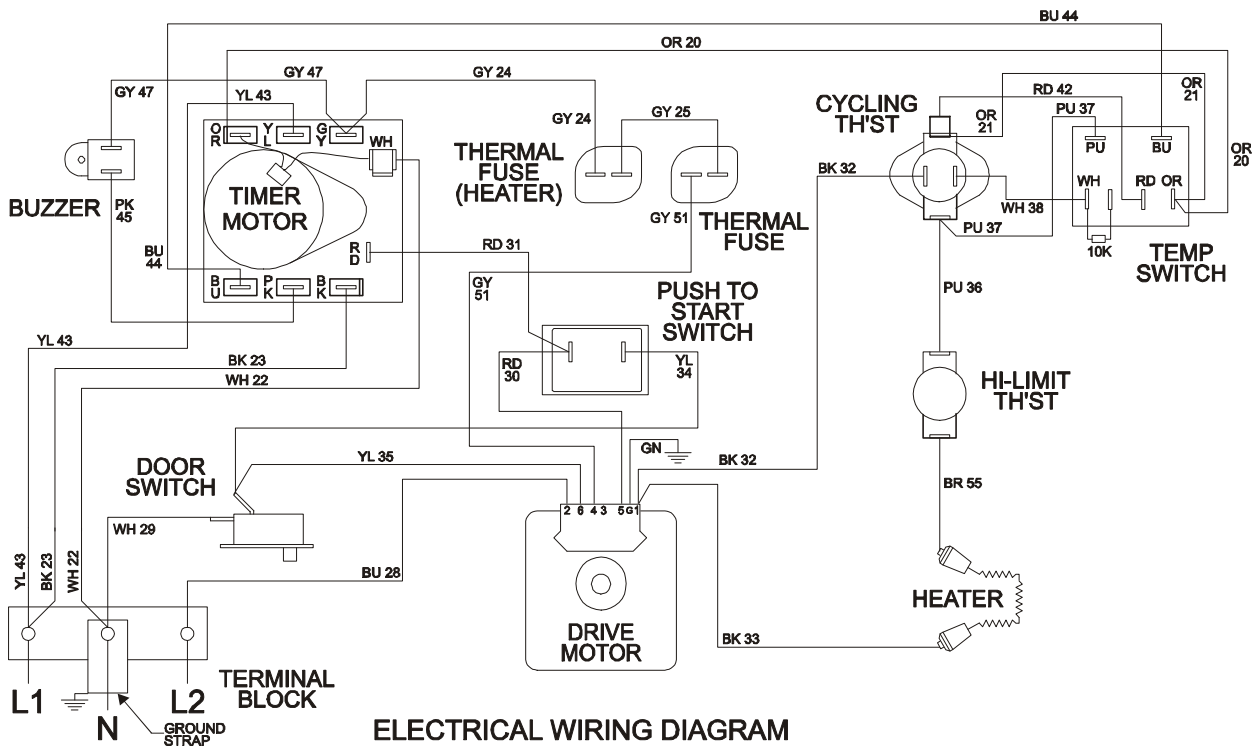 BU 44
OR 20
GY 47
GY 24
GY 47
YL 43
GY 24
GY 25
CYCLING
TH'ST
OR
21
RD 42
PU 37
OR
21
OR
20
O
R
Y
L
G
Y
WH
PU
BU
THERMAL
FUSE
(HEATER)
BK 32
WH 38
WH
RD
OR
BUZZER
PK
45
TIMER
MOTOR
GY 51
THERMAL
FUSE
PU 37
10K
TEMP
SWITCH
BU
44
R
D
RD 31
B
U
P
K
B
K
GY
51
PUSH TO
START
SWITCH
PU 36
YL 43
BK 23
WH 22
RD
30
YL
34
HI-LIMIT
TH'ST
DOOR
SWITCH
YL 35
GN
BK 32
BR 55
WH 29
2 6 4 3 5 G 1
YL 43
BK 23
WH 22
BU 28
HEATER
DRIVE
MOTOR
BK 33
L1
N
L2
TERMINAL
BLOCK
GROUND
STRAP
ELECTRICAL WIRING DIAGRAM